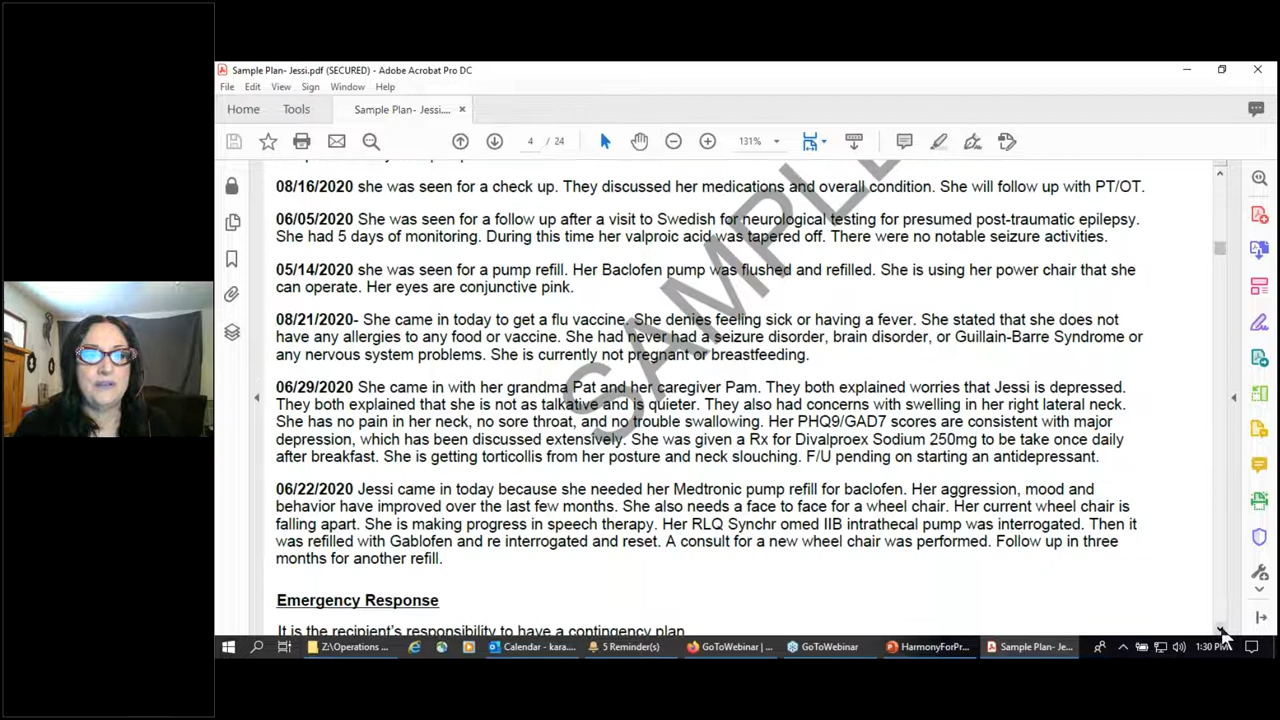 Sample Plan- Jessi.pdf (SECURED) - Adobe Acrobat Pro DC
File Edit View Window Help
Home Tools Sample Plan- Jessi.... ×
4 / 24 131%
SAMPLE
08/16/2020 she was seen for a check up. They discussed her medications and overall condition. She will follow up with PT/OT.
06/05/2020 She was seen for a follow up after a visit to Swedish for neurological testing for presumed post-traumatic epilepsy.
She had 5 days of monitoring. During this time her valproic acid was tapered off. There were no notable seizure activities.
05/14/2020 she was seen for a pump refill. Her Baclofen pump was flushed and refilled. She is using her power chair that she
can operate. Her eyes are conjunctive pink.
08/21/2020- She came in today to get a flu vaccine. She denies feeling sick or having a fever. She stated that she does not
have any allergies to any food or vaccine. She had never had a seizure disorder, brain disorder, or Guillain-Barre Syndrome or
any nervous system problems. She is currently not pregnant or breastfeeding.
06/29/2020 She came in with her grandma Pat and her caregiver Pam. They both explained worries that Jessi is depressed.
They both explained that she is not as talkative and is quieter. They also had concerns with swelling in her right lateral neck.
She has no pain in her neck, no sore throat, and no trouble swallowing. Her PHQ9/GAD7 scores are consistent with major
depression, which has been discussed extensively. She was given a Rx for Divalproex Sodium 250mg to be take once daily
after breakfast. She is getting torticollis from her posture and neck slouching. F/U pending on starting an antidepressant.
06/22/2020 Jessi came in today because she needed her Medtronic pump refill for baclofen. Her aggression, mood and
behavior have improved over the last few months. She also needs a face to face for a wheel chair. Her current wheel chair is
falling apart. She is making progress in speech therapy. Her RLQ Synchr omed IIB intrathecal pump was interrogated. Then it
was refilled with Gablofen and re interrogated and reset. A consult for a new wheel chair was performed. Follow up in three
months for another refill.
Emergency Response
It is the recipient's responsibility to have a contingency plan
Z:\Operations ... Calendar - kara.... 5 Reminder(s) GoToWebinar | ... GoToWebinar HarmonyForPr... Sample Plan- Je... 1:30 PM